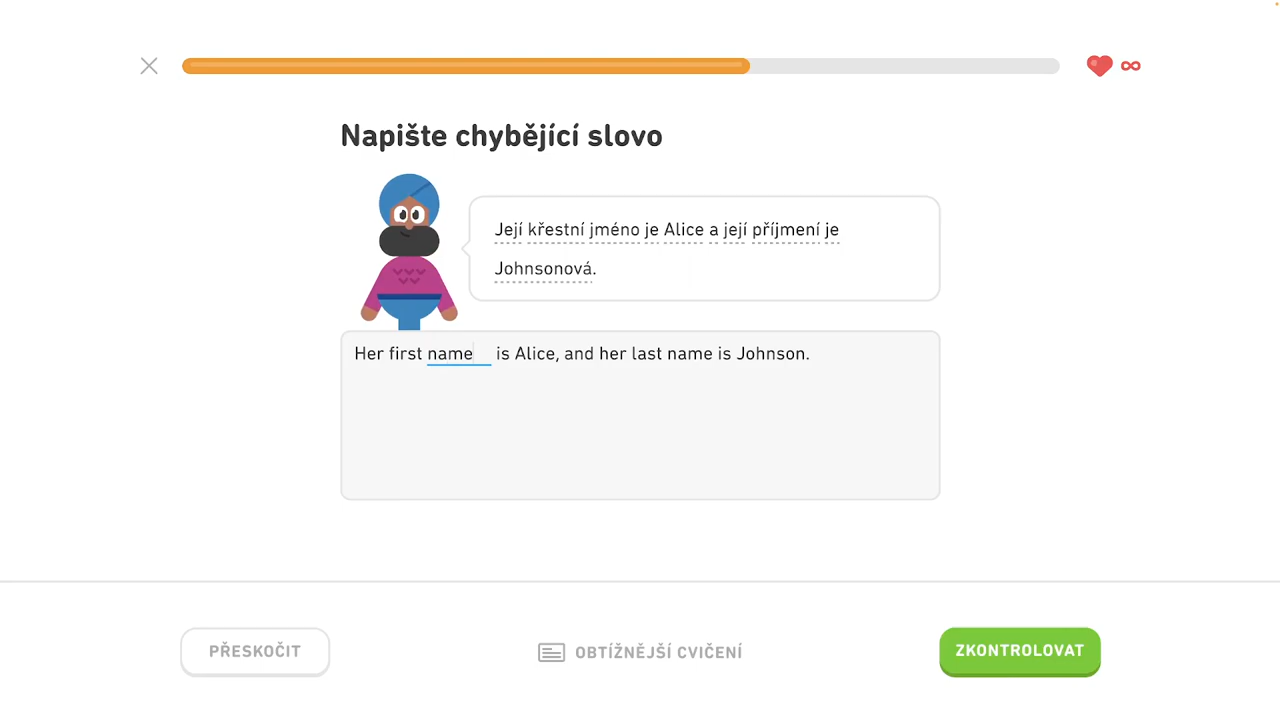 Napište chybějící slovo
Její křestní jméno je Alice a její příjmení je
Johnsonová.
Her first name is Alice, and her last name is Johnson.
PŘESKOČIT
OBTÍŽNĚJŠÍ CVIČENÍ
ZKONTROLOVAT